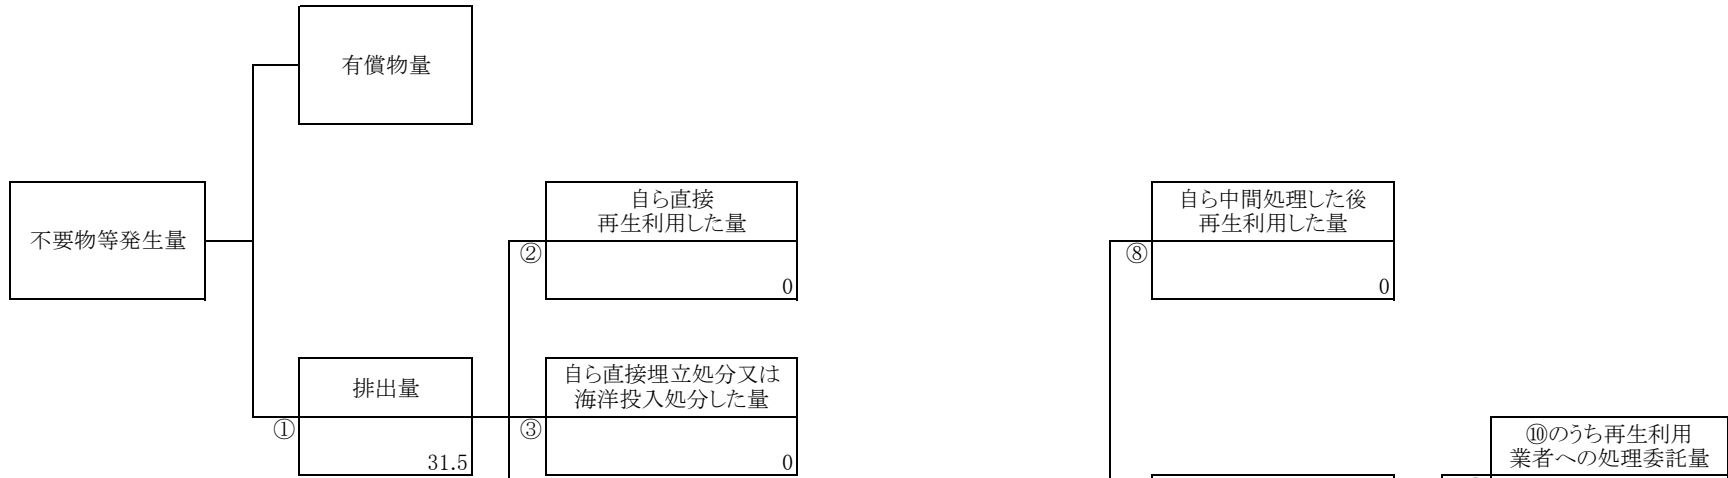 有償物量
不要物等発生量
自ら直接
再生利用した量
②
0
自ら中間処理した後
再生利用した量
⑧
0
排出量
①
31.5
自ら直接埋立処分又は
海洋投入処分した量
③
0
⑩のうち再生利用
業者への処理委託量